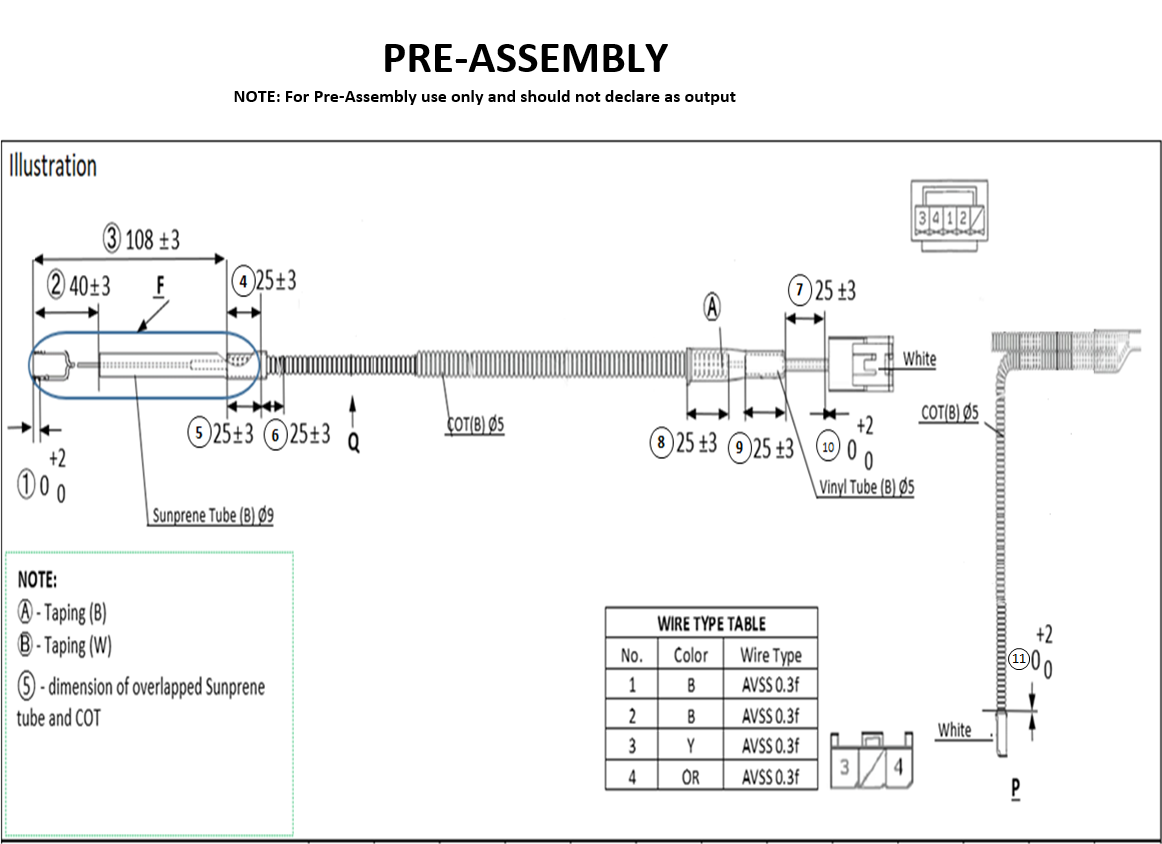 PRE-ASSEMBLY
NOTE: For Pre-Assembly use only and should not declare as output
Illustration
3 4 1 2
③ 108 ±3
② 40±3
F
④ 25±3
⑦ 25 ±3
A
White
⑤ 25±3
⑥ 25±3
Q
COT(B) Ø5
⑧ 25 ±3
⑨ 25 ±3
⑩ 0 +2 0
COT(B) Ø5
① 0 +2 0
Vinyl Tube (B) Ø5
Sunprene Tube (B) Ø9
NOTE:
Ⓐ - Taping (B)
Ⓑ - Taping (W)
⑤ - dimension of overlapped Sunprene
tube and COT
WIRE TYPE TABLE
No. Color Wire Type
1 B AVSS 0.3f
2 B AVSS 0.3f
3 Y AVSS 0.3f
4 OR AVSS 0.3f
3 4
⑪ 0 +2 0
White
P